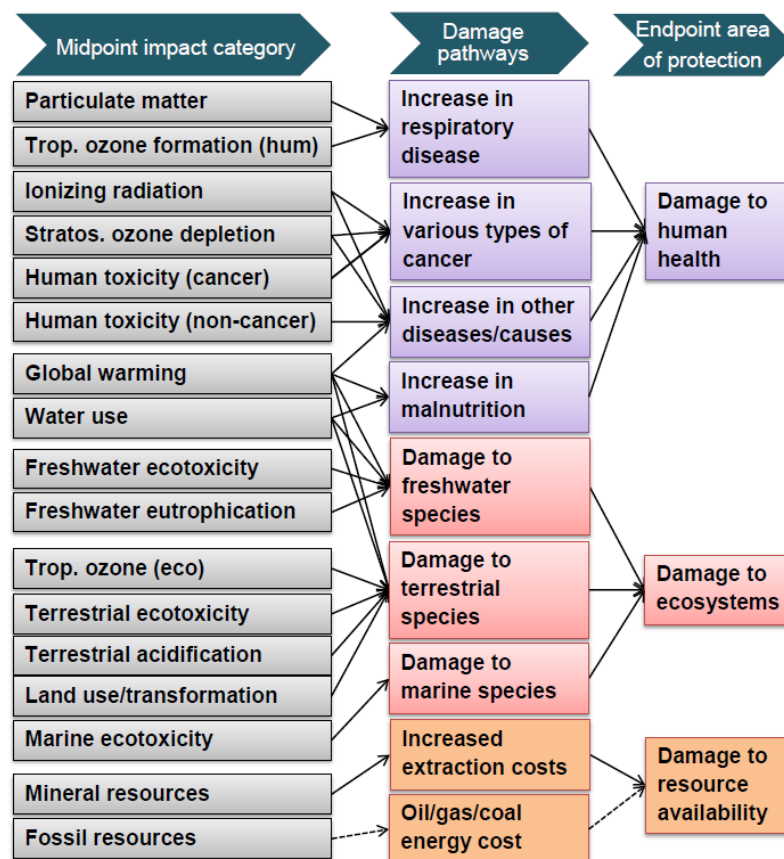 Midpoint impact category
Damage
pathways
Endpoint area
of protection
Particulate matter
Trop. ozone formation (hum)
Ionizing radiation
Stratos. ozone depletion
Human toxicity (cancer)
Human toxicity (non-cancer)
Global warming
Water use
Freshwater ecotoxicity
Freshwater eutrophication
Trop. ozone (eco)
Terrestrial ecotoxicity
Terrestrial acidification
Land use/transformation
Marine ecotoxicity
Mineral resources
Fossil resources
Increase in
respiratory
disease
Increase in
various types of
cancer
Increase in other
diseases/causes
Increase in
malnutrition
Damage to
freshwater
species
Damage to
terrestrial
species
Damage to
marine species
Increased
extraction costs
Oil/gas/coal
energy cost
Damage to
human
health
Damage to
ecosystems
Damage to
resource
availability